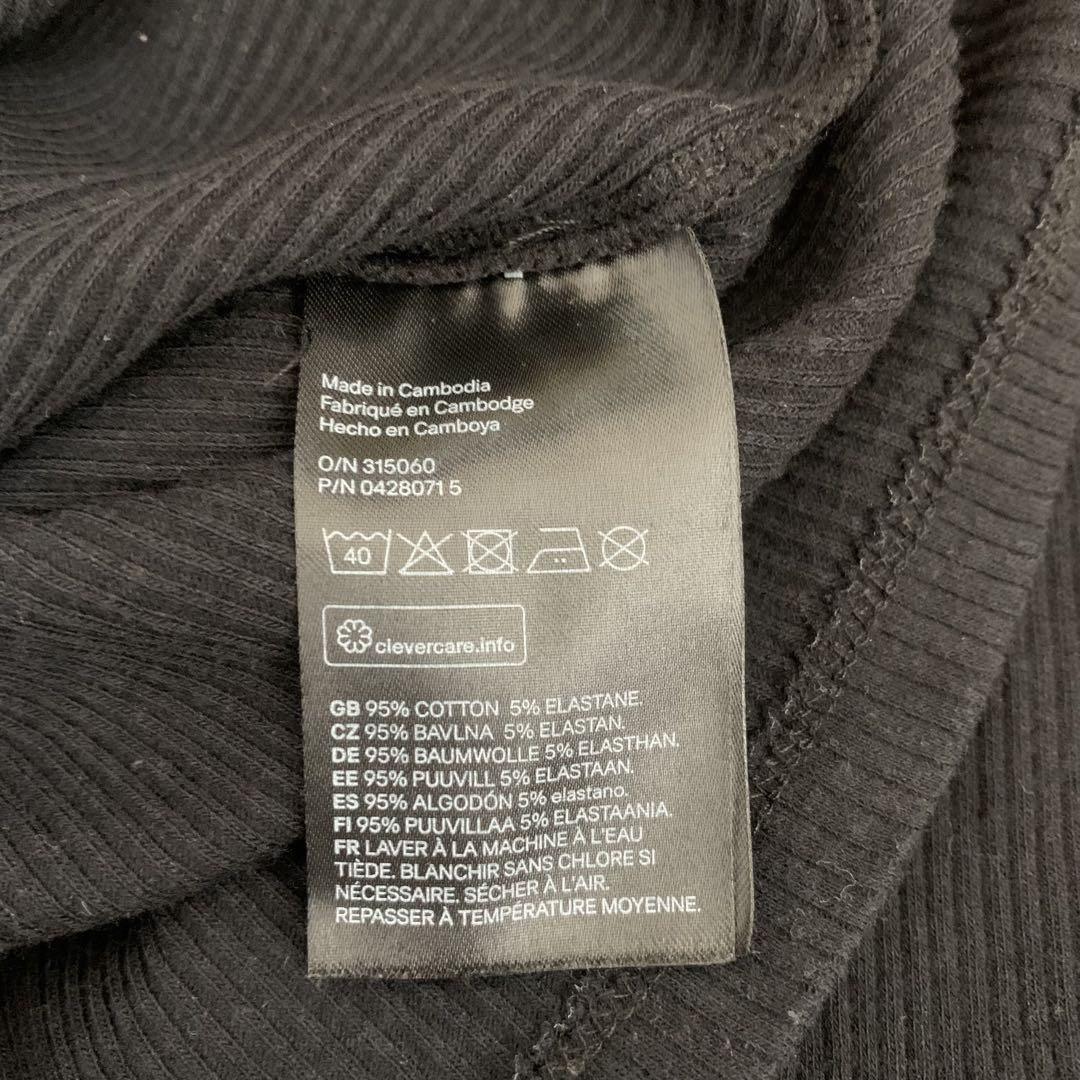 Made in Cambodia
Fabriqué en Cambodge
Hecho en Camboya
O/N 315060
P/N 0428071 5
40
clevercare.info
GB 95% COTTON 5% ELASTANE.
CZ 95% BAVLNA 5% ELASTAN.
DE 95% BAUMWOLLE 5% ELASTHAN.
EE 95% PUUVILL 5% ELASTAAN.
ES 95% ALGODÓN 5% elastano.
FI 95% PUUVILLAA 5% ELASTAANIA.
FR LAVER À LA MACHINE À L'EAU
TIÈDE. BLANCHIR SANS CHLORE SI
NÉCESSAIRE. SÉCHER À L'AIR.
REPASSER À TEMPÉRATURE MOYENNE.